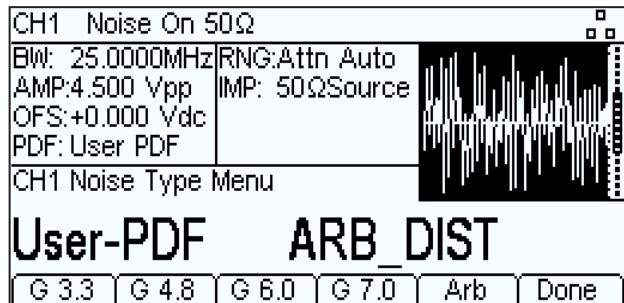 CH1 Noise On 50Ω
BW: 25.0000MHz RNG:Attn Auto
AMP:4.500 Vpp IMP: 50ΩSource
OFS:+0.000 Vdc
PDF: User PDF
CH1 Noise Type Menu
User-PDF ARB_DIST
G 3.3 G 4.8 G 6.0 G 7.0 Arb Done